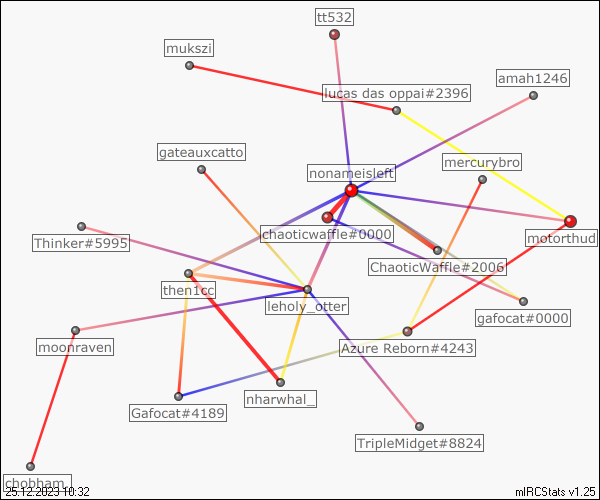 tt532
mukszi
amah1246
lucas das oppai#2396
gateauxcatto
mercurybro
nonameisleft
chaoticwaffle#0000
motorthud
Thinker#5995
ChaoticWaffle#2006
then1cc
leholy_otter
gafocat#0000
moonraven
Azure Reborn#4243
nharwhal_
Gafocat#4189
TripleMidget#8824
chobham_
25.12.2023 10:32
mIRCStats v1.25